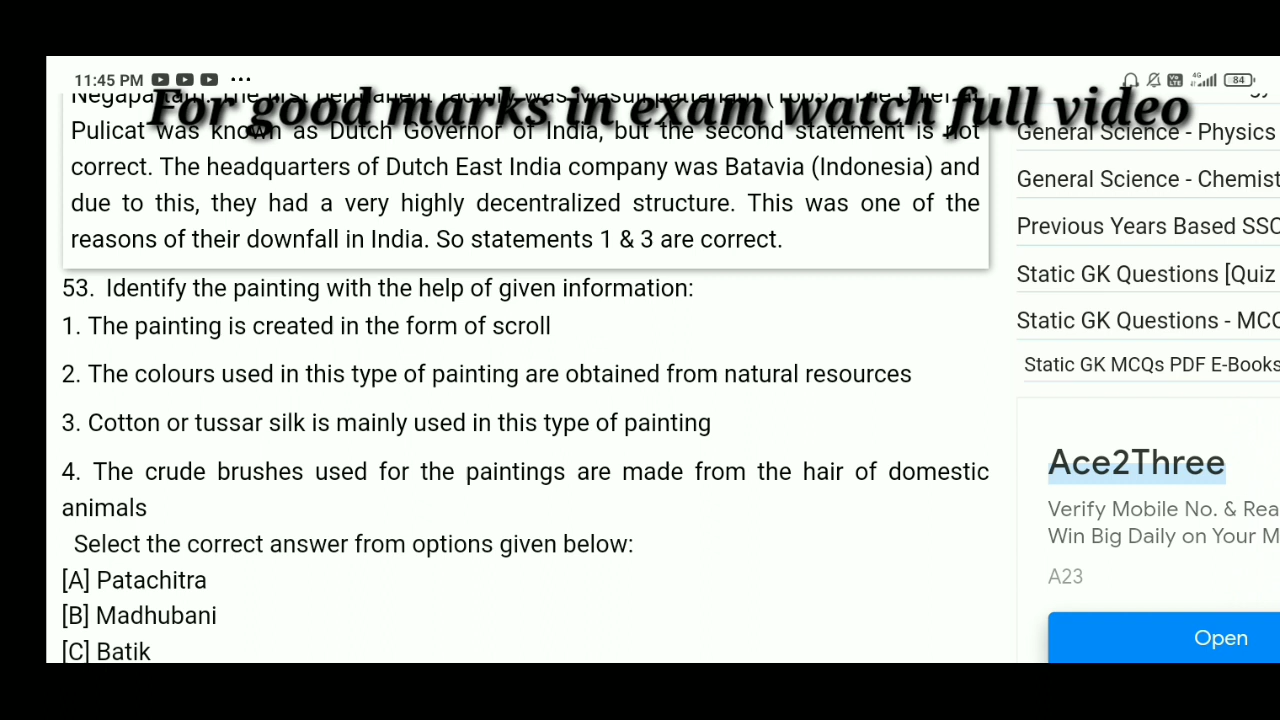 11:45 PM
84
For good marks in exam watch full video
Pulicat was known as Dutch Governor of India, but the second statement is not
correct. The headquarters of Dutch East India company was Batavia (Indonesia) and
due to this, they had a very highly decentralized structure. This was one of the
reasons of their downfall in India. So statements 1 & 3 are correct.
53. Identify the painting with the help of given information:
1. The painting is created in the form of scroll
2. The colours used in this type of painting are obtained from natural resources
3. Cotton or tussar silk is mainly used in this type of painting
4. The crude brushes used for the paintings are made from the hair of domestic
animals
Select the correct answer from options given below:
[A] Patachitra
[B] Madhubani
[C] Batik
General Science - Physics
General Science - Chemist
Previous Years Based SSC
Static GK Questions [Quiz
Static GK Questions - MCQ
Static GK MCQs PDF E-Books
Ace2Three
Verify Mobile No. & Rea
Win Big Daily on Your M
A23
Open